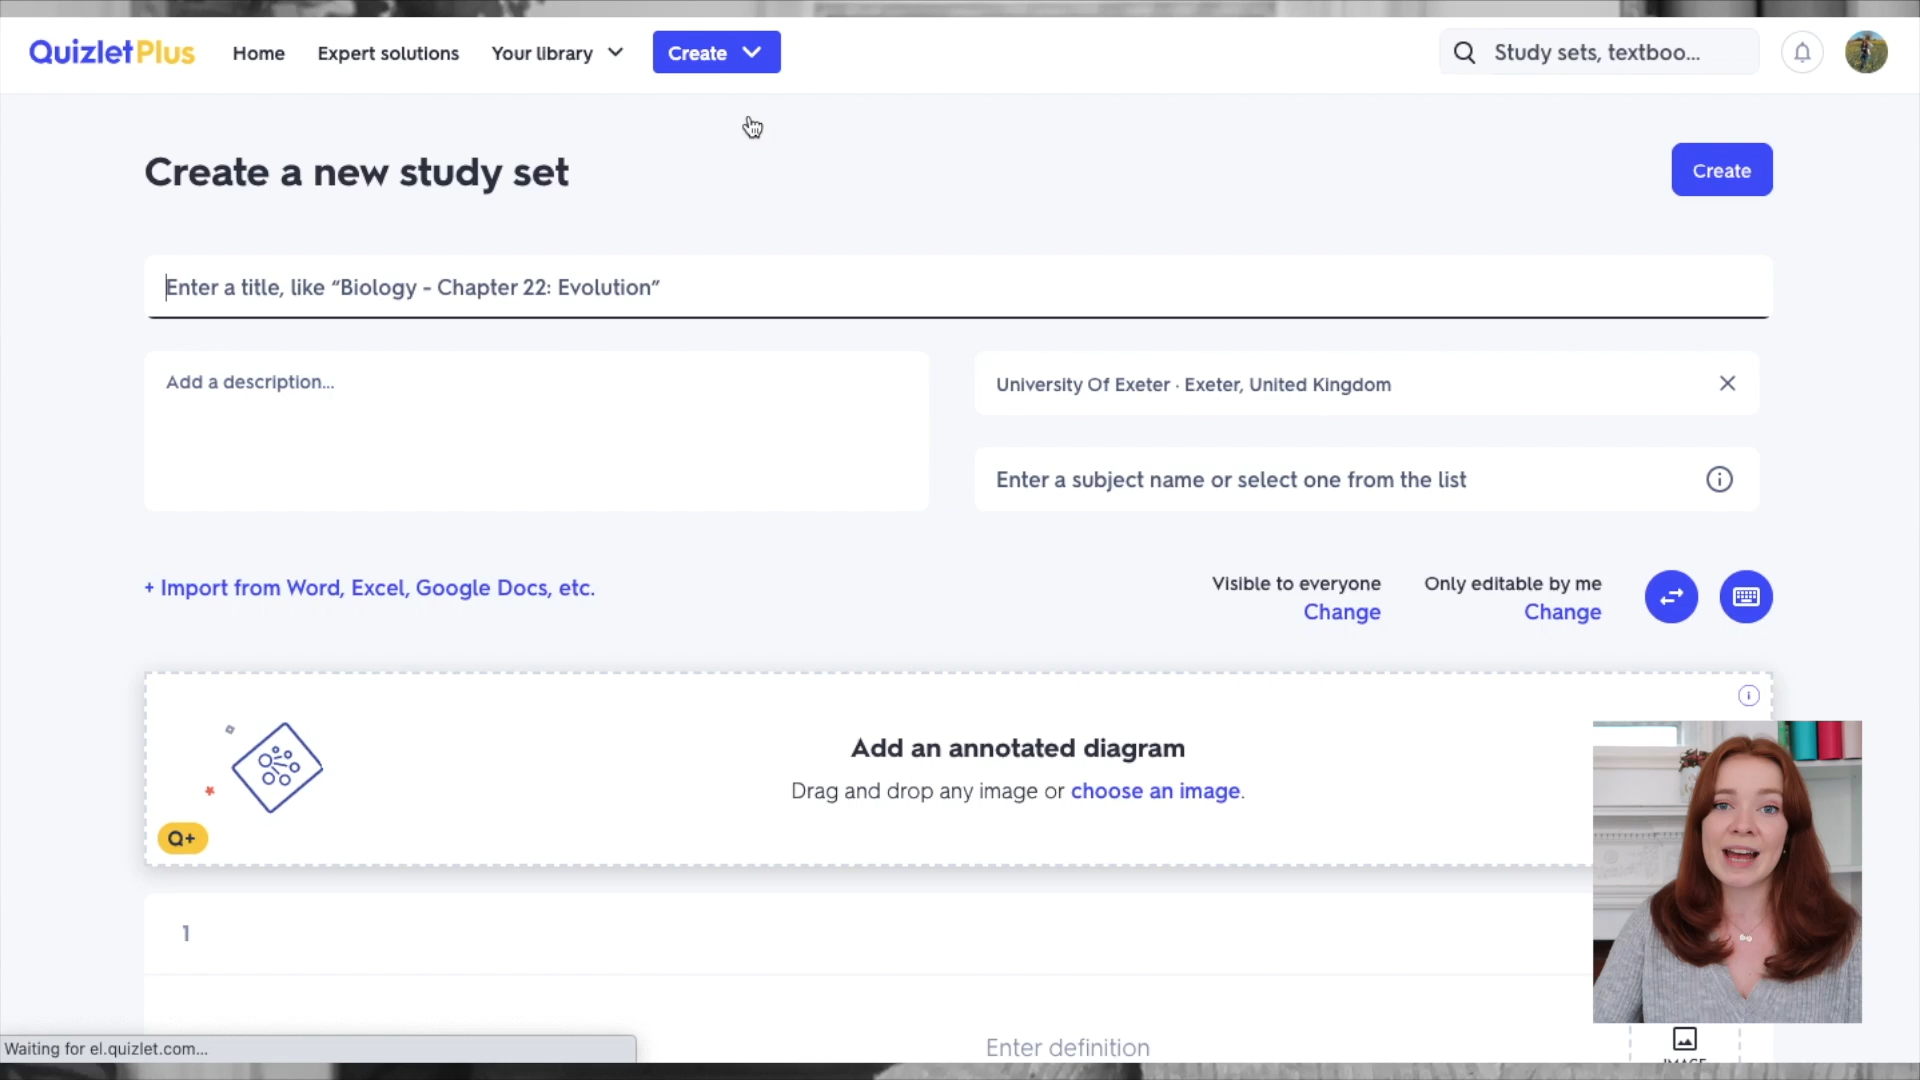 QuizletPlus
Home
Expert solutions
Your library
Create
Study sets, textboo...
Create a new study set
Create
Enter a title, like “Biology - Chapter 22: Evolution”
Add a description...
University Of Exeter · Exeter, United Kingdom
Enter a subject name or select one from the list
+ Import from Word, Excel, Google Docs, etc.
Visible to everyone
Change
Only editable by me
Change
Add an annotated diagram
Drag and drop any image or choose an image.
Q+
1
Enter definition
IMAGE
Waiting for el.quizlet.com...